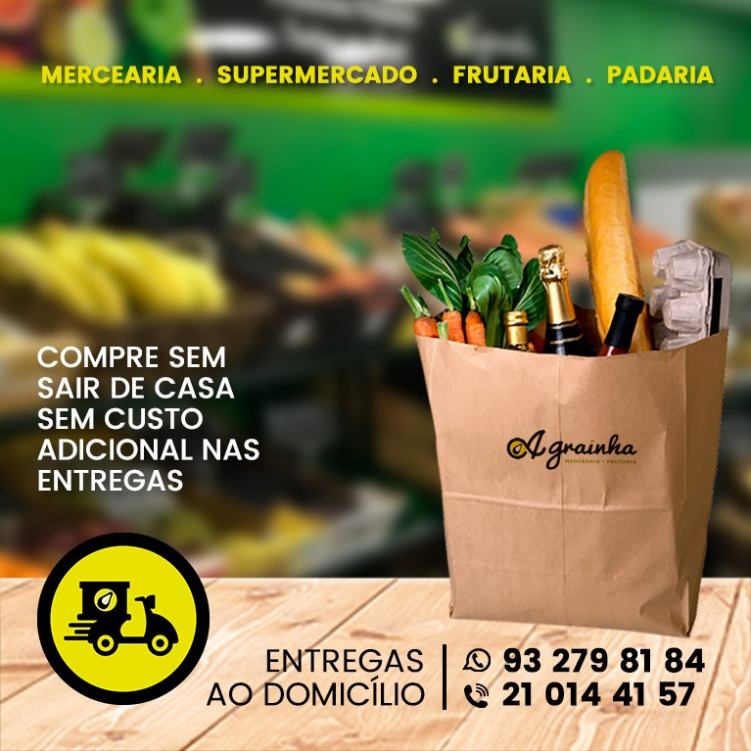 MERCEARIA . SUPERMERCADO . FRUTARIA . PADARIA
COMPRE SEM
SAIR DE CASA
SEM CUSTO
ADICIONAL NAS
ENTREGAS
A grainha
MERCEARIA • FRUTARIA
ENTREGAS
AO DOMICÍLIO
93 279 81 84
21 014 41 57